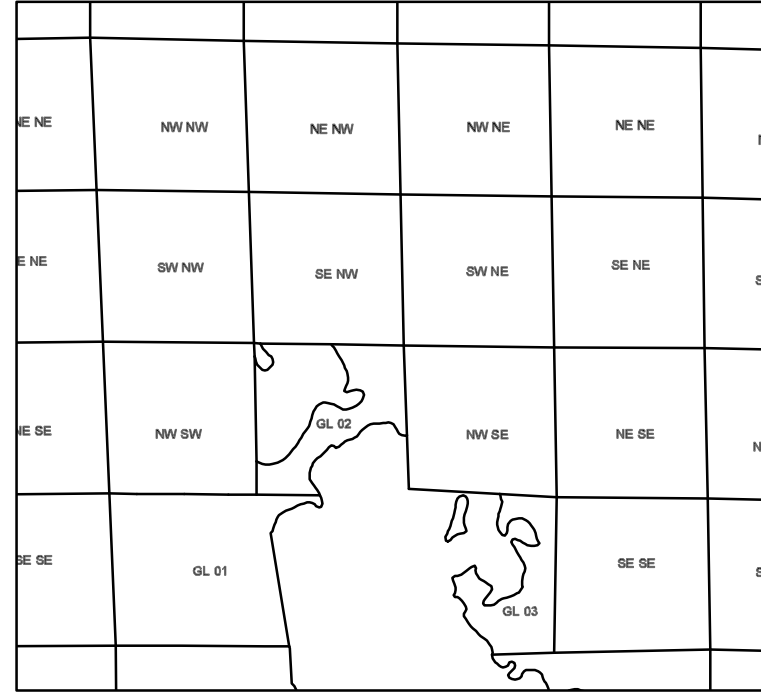 NE NE
NW NW
NE NW
NW NE
NE NE
E NE
SW NW
SE NW
SW NE
SE NE
S
NE SE
NW SW
GL 02
NW SE
NE SE
N
SE SE
GL 01
GL 03
SE SE
S